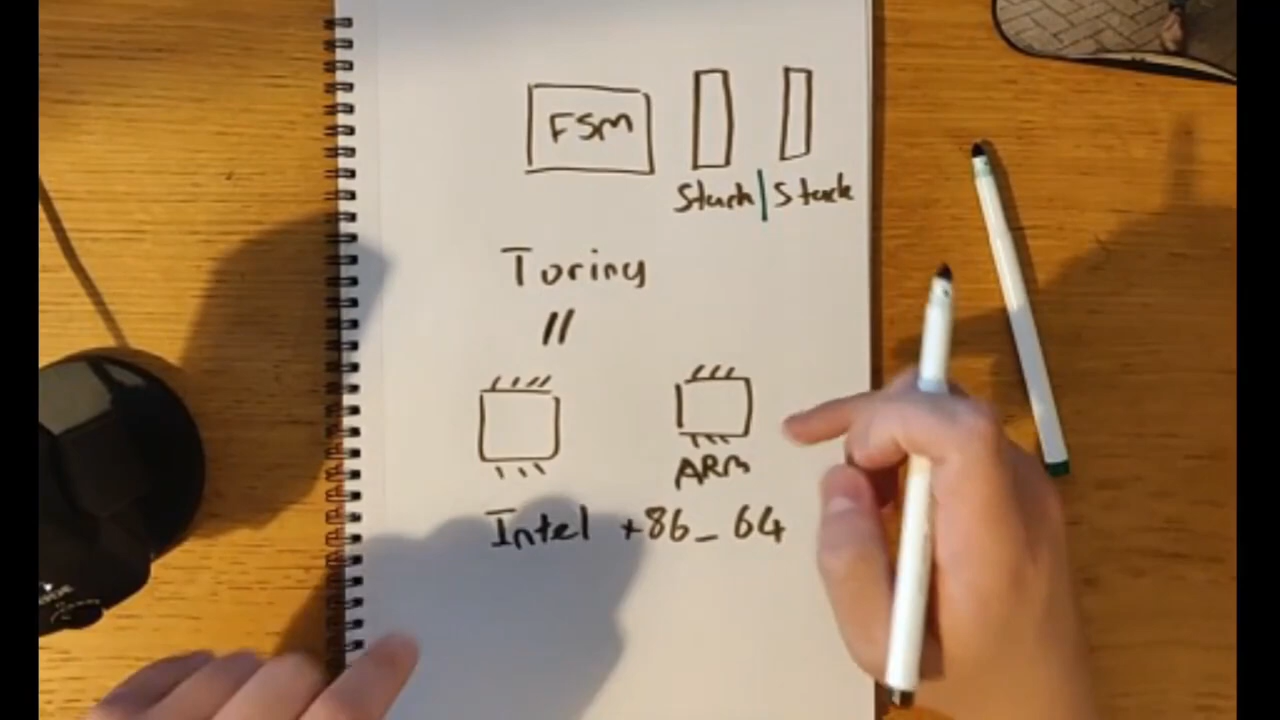 FSM
Stack | Stack
Turing
//
ARM
Intel x86_64